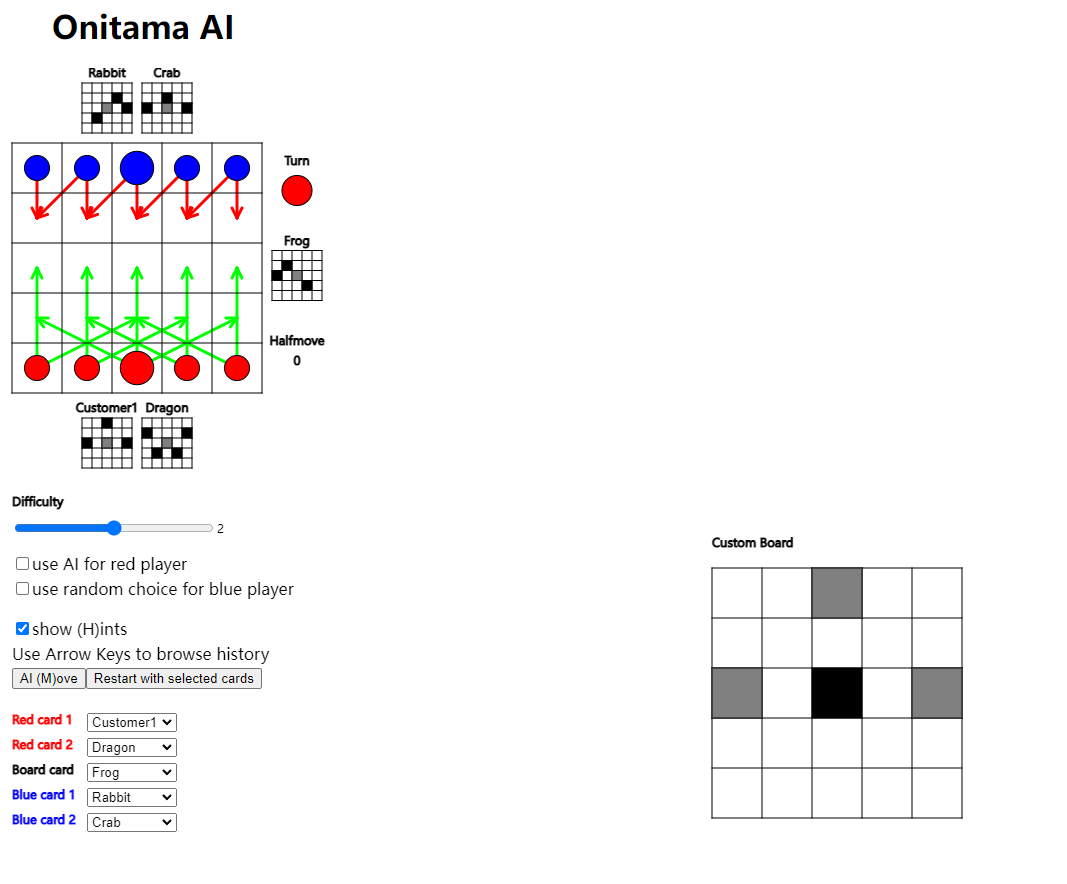 Onitama AI
Rabbit Crab
Turn
Frog
Halfmove
0
Customer1 Dragon
Difficulty
2
use AI for red player
use random choice for blue player
show (H)ints
Use Arrow Keys to browse history
AI (M)ove Restart with selected cards
Red card 1 Customer1
Red card 2 Dragon
Board card Frog
Blue card 1 Rabbit
Blue card 2 Crab
Custom Board